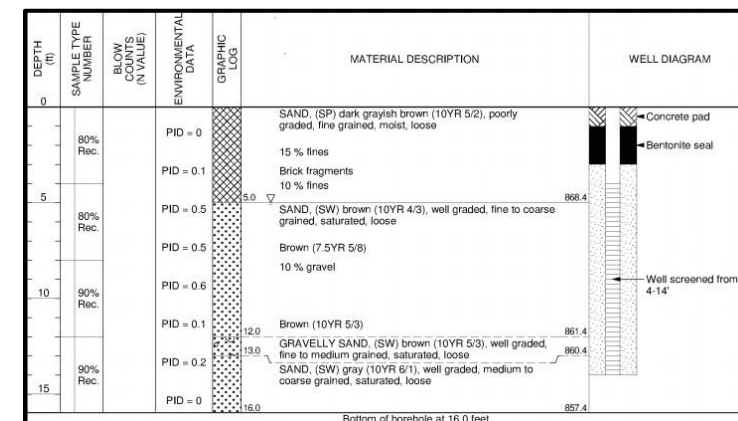 DEPTH
(ft)
SAMPLE TYPE
NUMBER
BLOW
COUNTS
(N VALUE)
ENVIRONMENTAL
DATA
GRAPHIC
LOG
MATERIAL DESCRIPTION
WELL DIAGRAM
0
SAND, (SP) dark grayish brown (10YR 5/2), poorly
graded, fine grained, moist, loose
Concrete pad
PID = 0
80%
Rec.
Bentonite seal
15 % fines
PID = 0.1
Brick fragments
10 % fines
5
5.0
868.4
PID = 0.5
SAND, (SW) brown (10YR 4/3), well graded, fine to coarse
grained, saturated, loose
80%
Rec.
PID = 0.5
Brown (7.5YR 5/8)
10 % gravel
PID = 0.6
Well screened from
4-14'
10
90%
Rec.
PID = 0.1
Brown (10YR 5/3)
12.0
861.4
GRAVELLY SAND, (SW) brown (10YR 5/3), well graded,
fine to medium grained, saturated, loose
13.0
860.4
PID = 0.2
SAND, (SW) gray (10YR 6/1), well graded, medium to
coarse grained, saturated, loose
90%
Rec.
15
PID = 0
16.0
857.4
Bottom of borehole at 16.0 feet